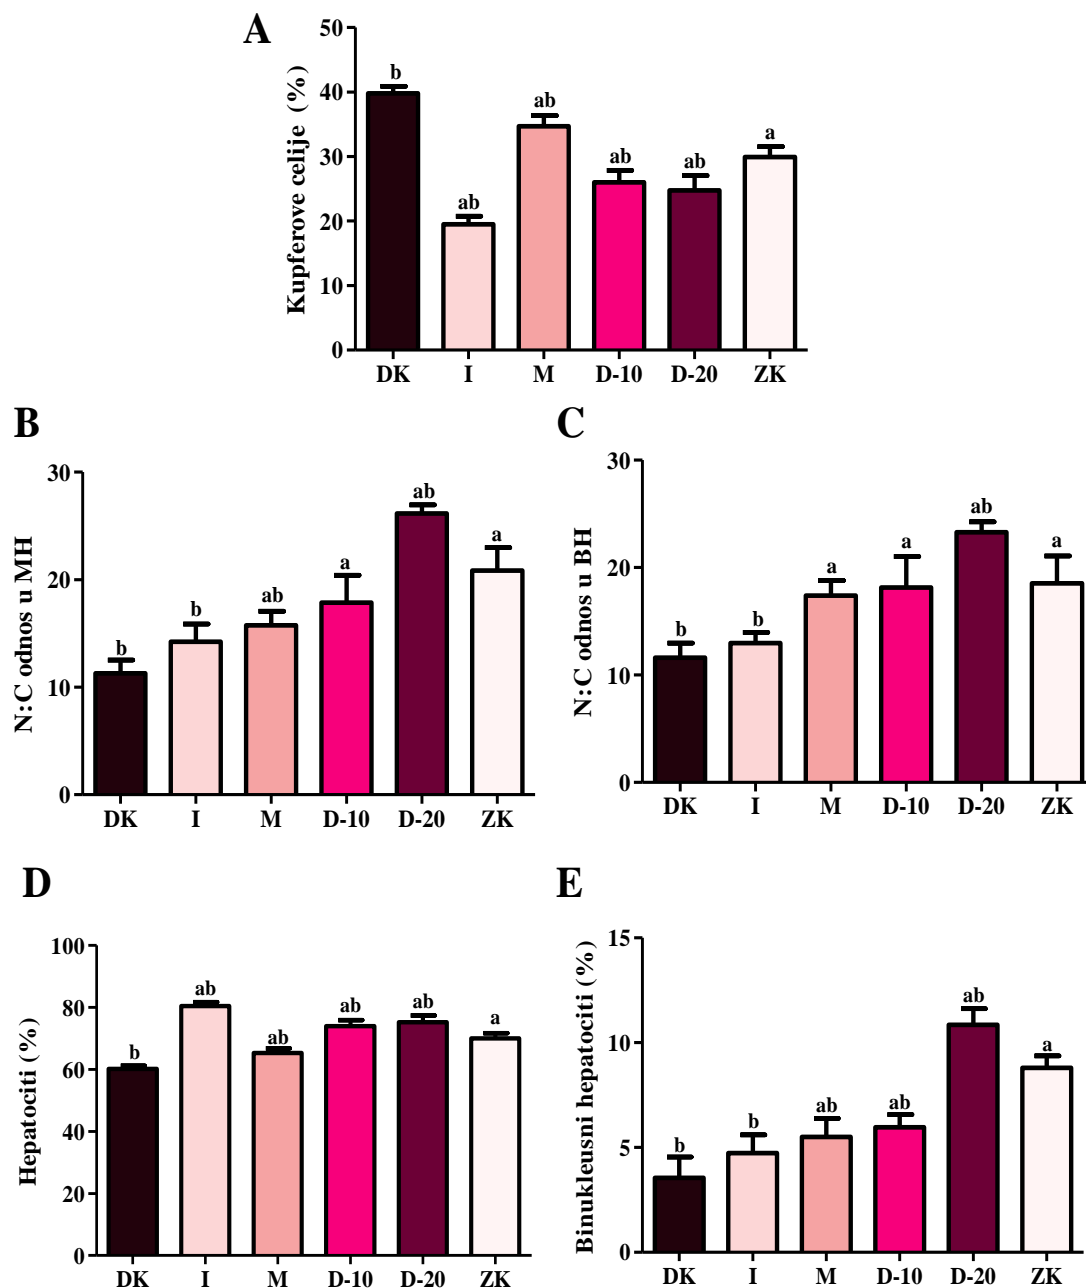 A
Kupferove celije (%)
50
40
30
20
10
0
b
ab
ab
ab
ab
a
DK I M D-10 D-20 ZK
B
N:C odnos u MH
30
20
10
0
b
b
ab
a
ab
a
DK I M D-10 D-20 ZK
C
N:C odnos u BH
30
20
10
0
b
b
a
a
ab
a
DK I M D-10 D-20 ZK
D
Hepatociti (%)
100
80
60
40
20
0
b
ab
ab
ab
ab
a
DK I M D-10 D-20 ZK
E
Binukleusni hepatociti (%)
15
10
5
0
b
b
ab
ab
ab
a
DK I M D-10 D-20 ZK